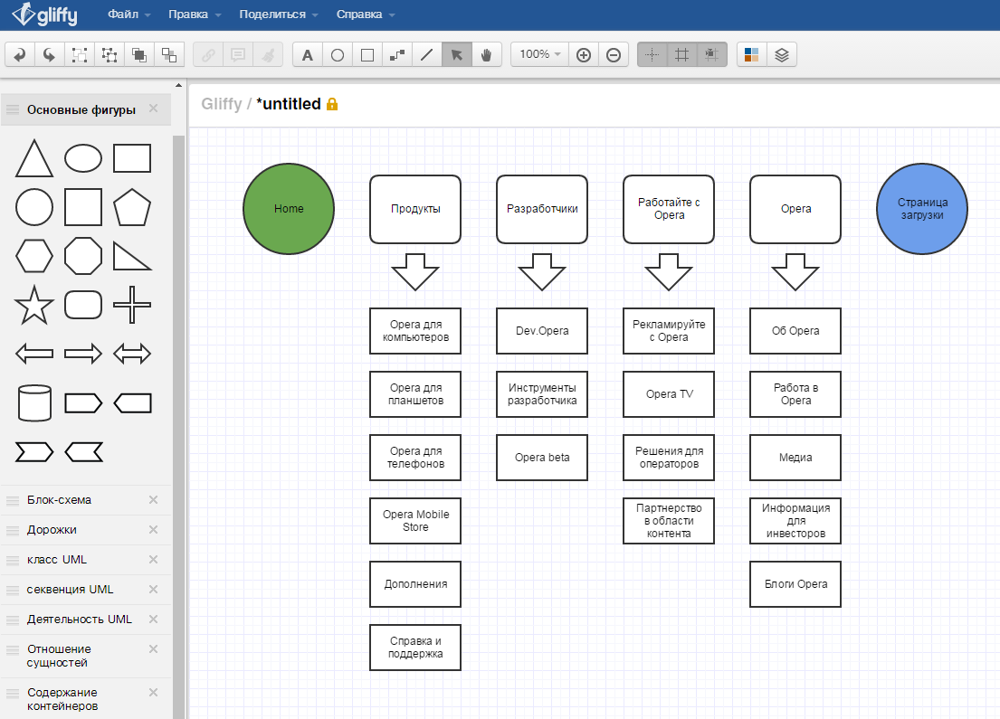 gliffy Файл Правка Поделиться Справка
A 100%
Основные фигуры
Gliffy / *untitled
Home
Продукты
Разработчики
Работайте с
Opera
Opera
Страница
загрузки
Opera для
компьютеров
Dev.Opera
Рекламируйте
с Opera
Об Opera
Opera для
планшетов
Инструменты
разработчика
Opera TV
Работа в
Opera
Opera для
телефонов
Opera beta
Решения для
операторов
Медиа
Opera Mobile
Store
Партнерство
в области
контента
Информация
для
инвесторов
Дополнения
Блоги Opera
Справка и
поддержка
Блок-схема
Дорожки
класс UML
секвенция UML
Деятельность UML
Отношение
сущностей
Содержание
контейнеров